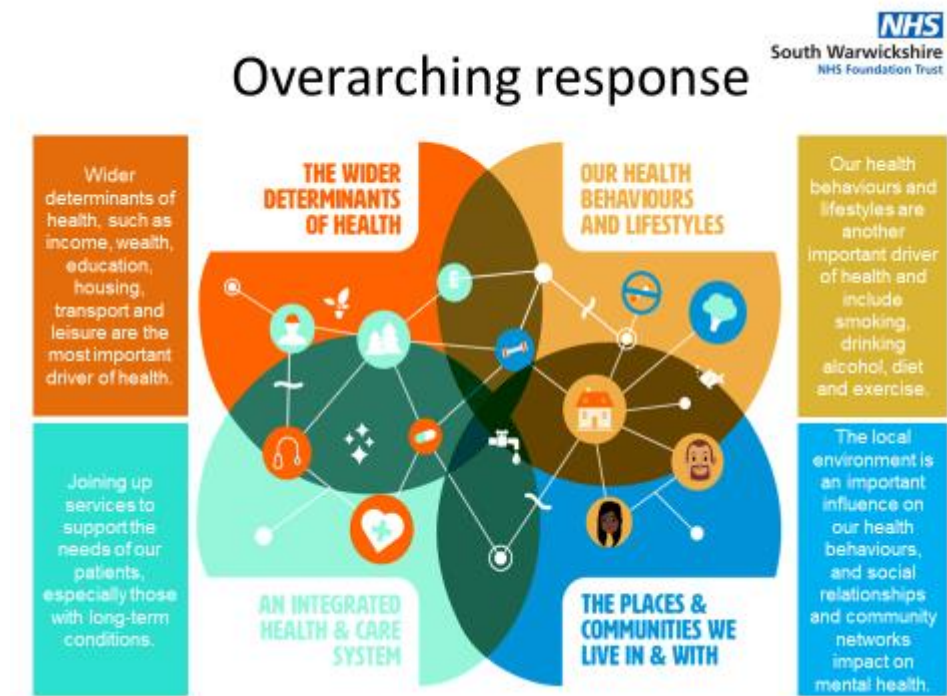 NHS
South Warwickshire
NHS Foundation Trust
Overarching response
Wider
determinants of
health, such as
income, wealth,
education,
housing,
transport and
leisure are the
most important
driver of health.
THE WIDER
DETERMINANTS
OF HEALTH
OUR HEALTH
BEHAVIOURS
AND LIFESTYLES
Our health
behaviours and
lifestyles are
another
important driver
of health and
include
smoking,
drinking
alcohol, diet
and exercise.
Joining up
services to
support the
needs of our
patients,
especially those
with long-term
conditions.
AN INTEGRATED
HEALTH & CARE
SYSTEM
THE PLACES &
COMMUNITIES WE
LIVE IN & WITH
The local
environment is
an important
influence on
our health
behaviours,
and social
relationships
and community
networks
impact on
mental health.